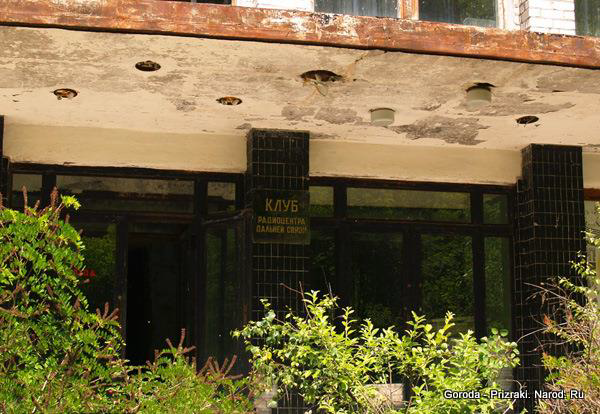 КЛУБ
РАДИОЦЕНТРА
ДАЛЬНЕЙ СВЯЗИ
Goroda - Prizraki. Narod. Ru